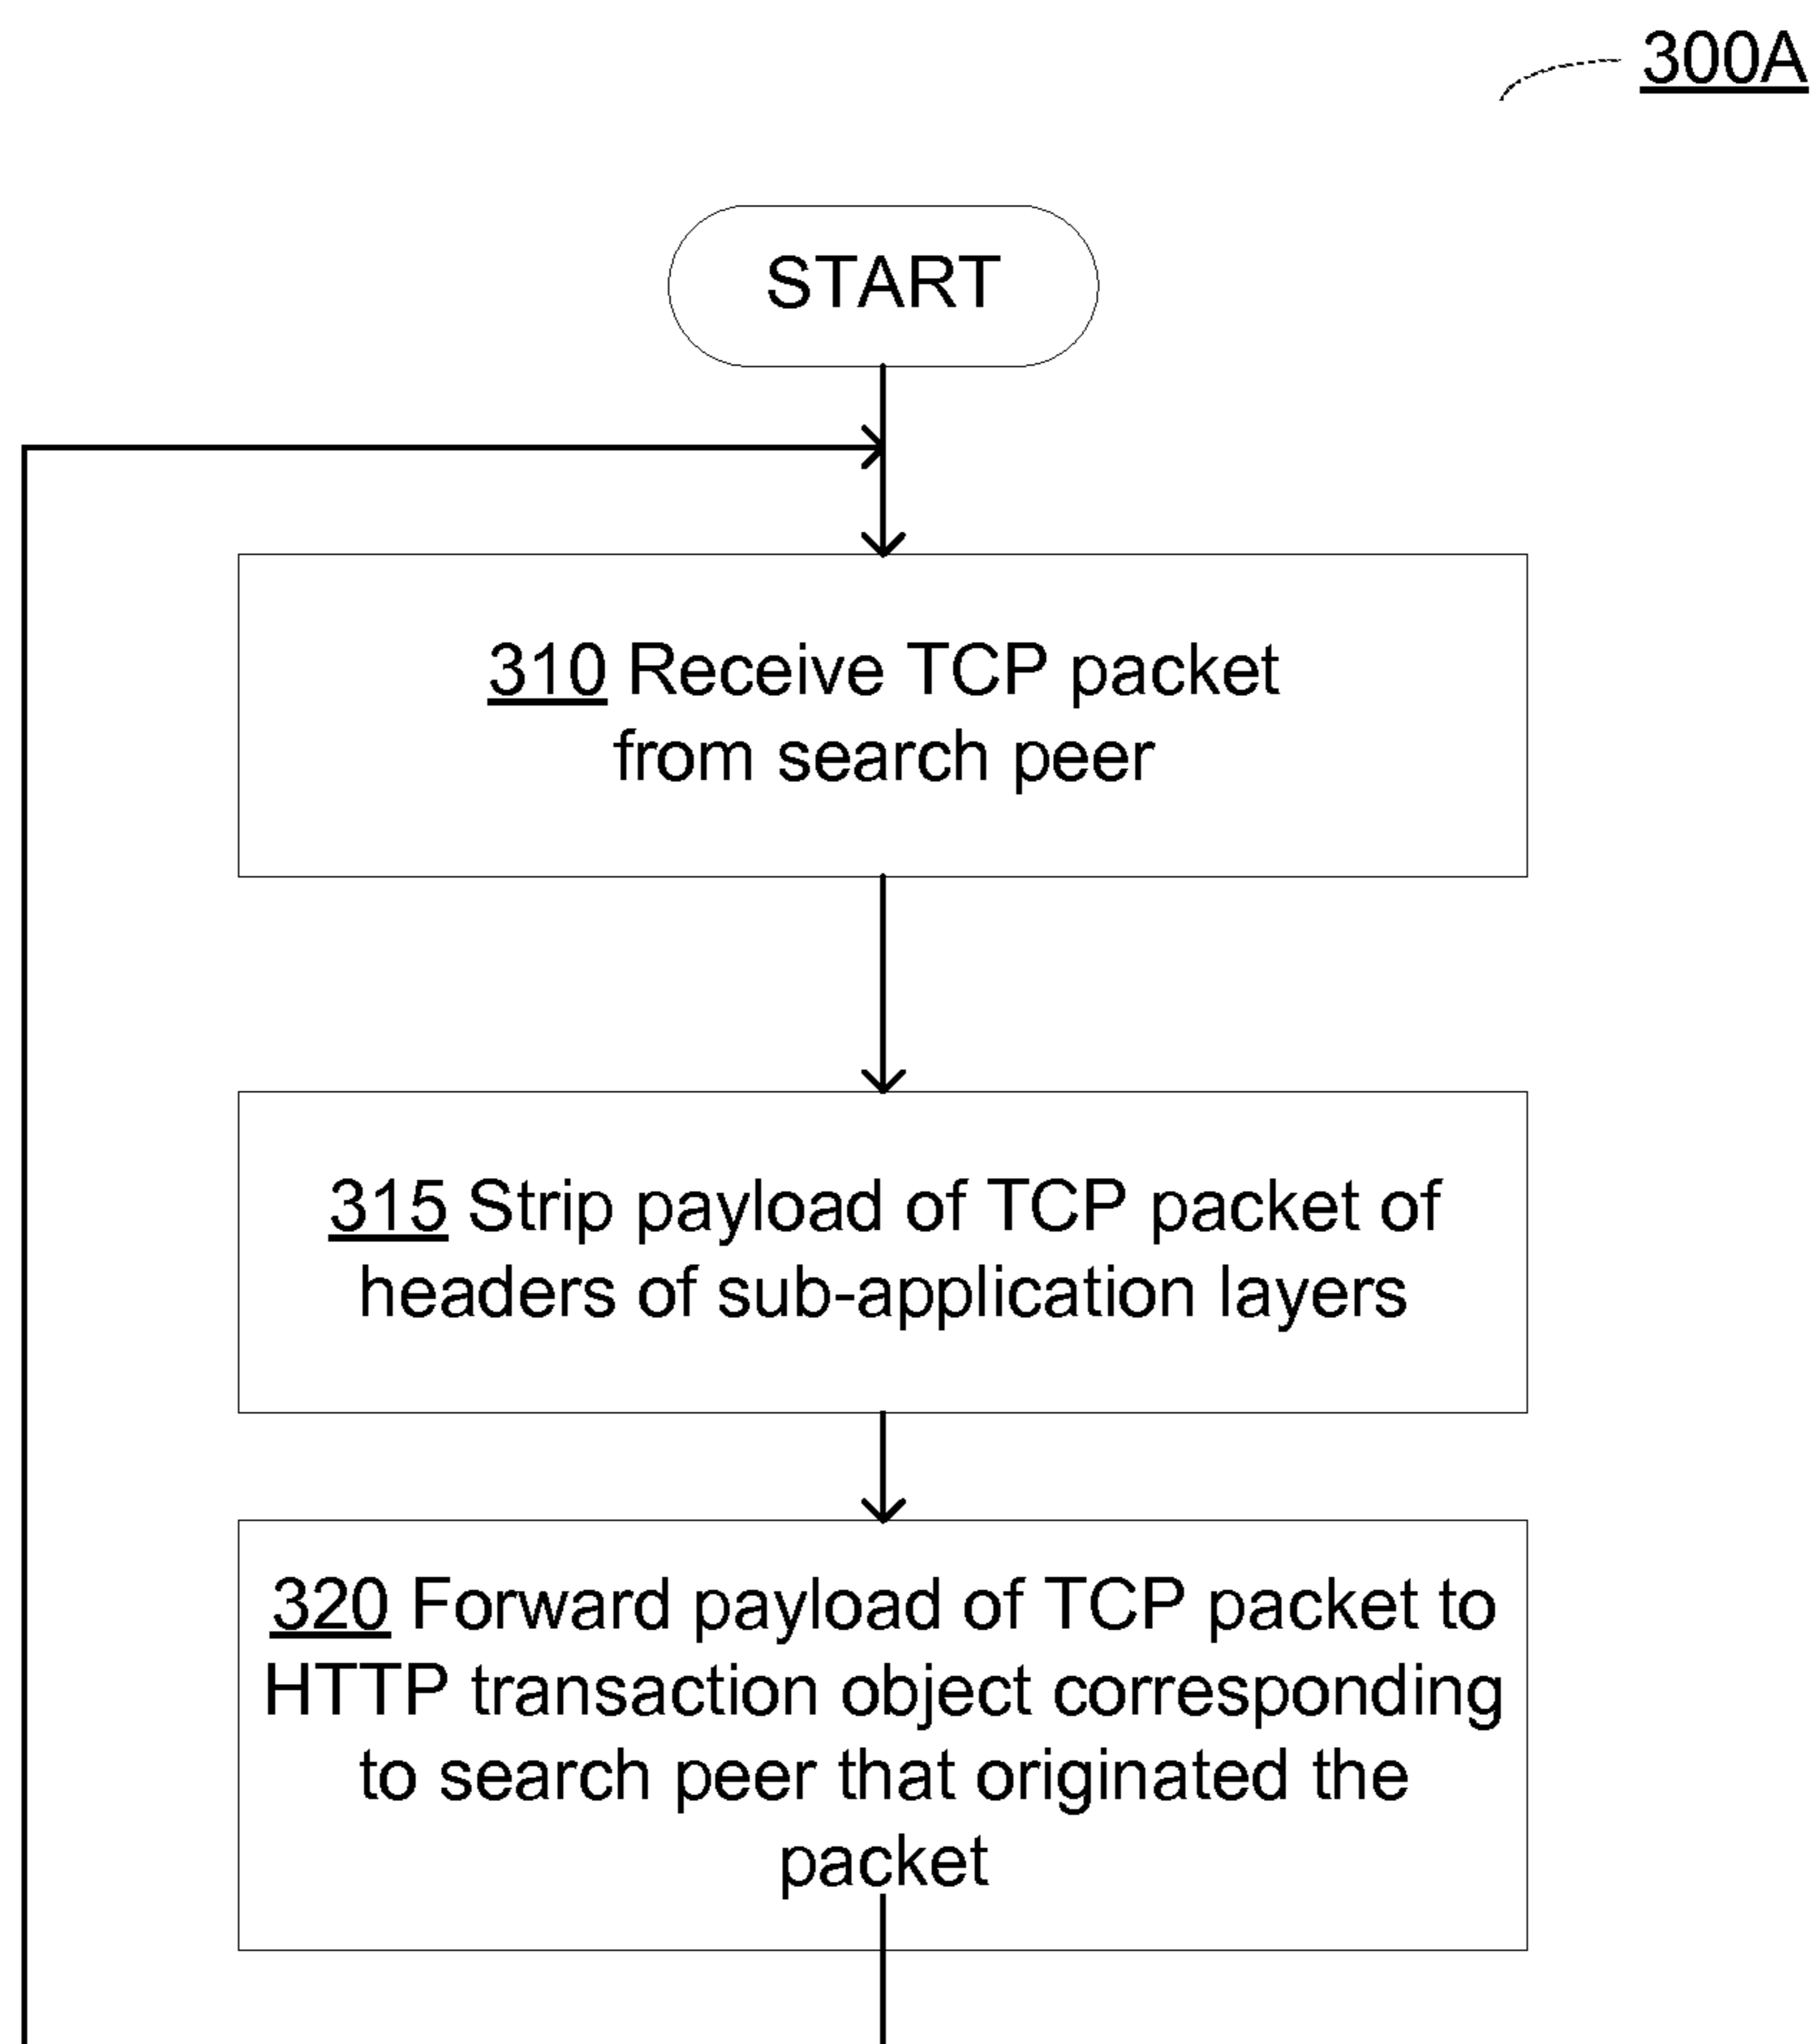 300A
START
310 Receive TCP packet
from search peer
315 Strip payload of TCP packet of
headers of sub-application layers
320 Forward payload of TCP packet to
HTTP transaction object corresponding
to search peer that originated the
packet